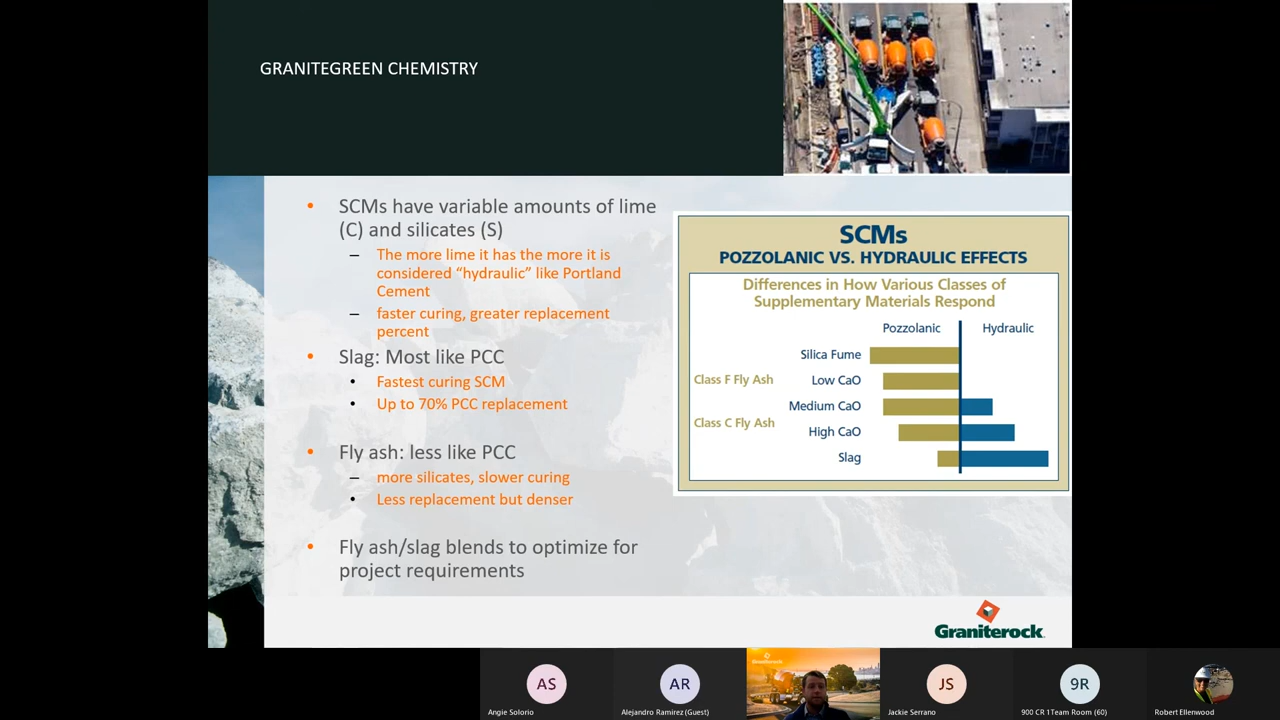 GRANITEGREEN CHEMISTRY
• SCMs have variable amounts of lime
(C) and silicates (S)
– The more lime it has the more it is
considered “hydraulic” like Portland
Cement
– faster curing, greater replacement
percent
• Slag: Most like PCC
• Fastest curing SCM
• Up to 70% PCC replacement
• Fly ash: less like PCC
– more silicates, slower curing
• Less replacement but denser
• Fly ash/slag blends to optimize for
project requirements
SCMs
POZZOLANIC VS. HYDRAULIC EFFECTS
Differences in How Various Classes of
Supplementary Materials Respond
Pozzolanic Hydraulic
Silica Fume
Class F Fly Ash Low CaO
Medium CaO
Class C Fly Ash
High CaO
Slag
Graniterock
AS AR Graniterock JS 9R
Angie Solorio Alejandro Ramirez (Guest) Jackie Serrano 900 CR 1Team Room (60) Robert Ellenwood